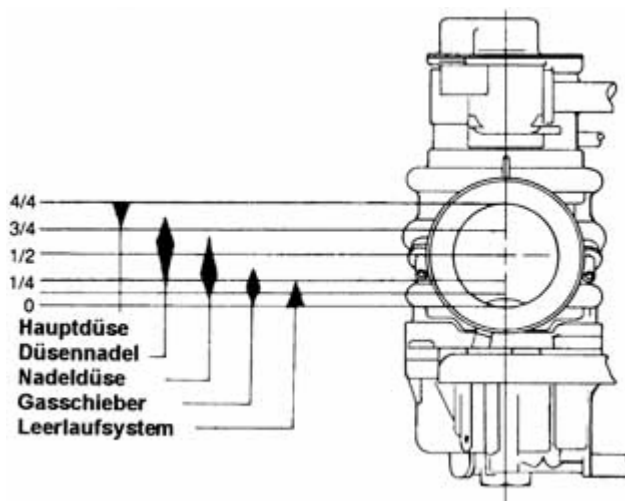 4/4
3/4
1/2
1/4
0
Hauptdüse
Düsennadel
Nadeldüse
Gasschieber
Leerlaufsystem